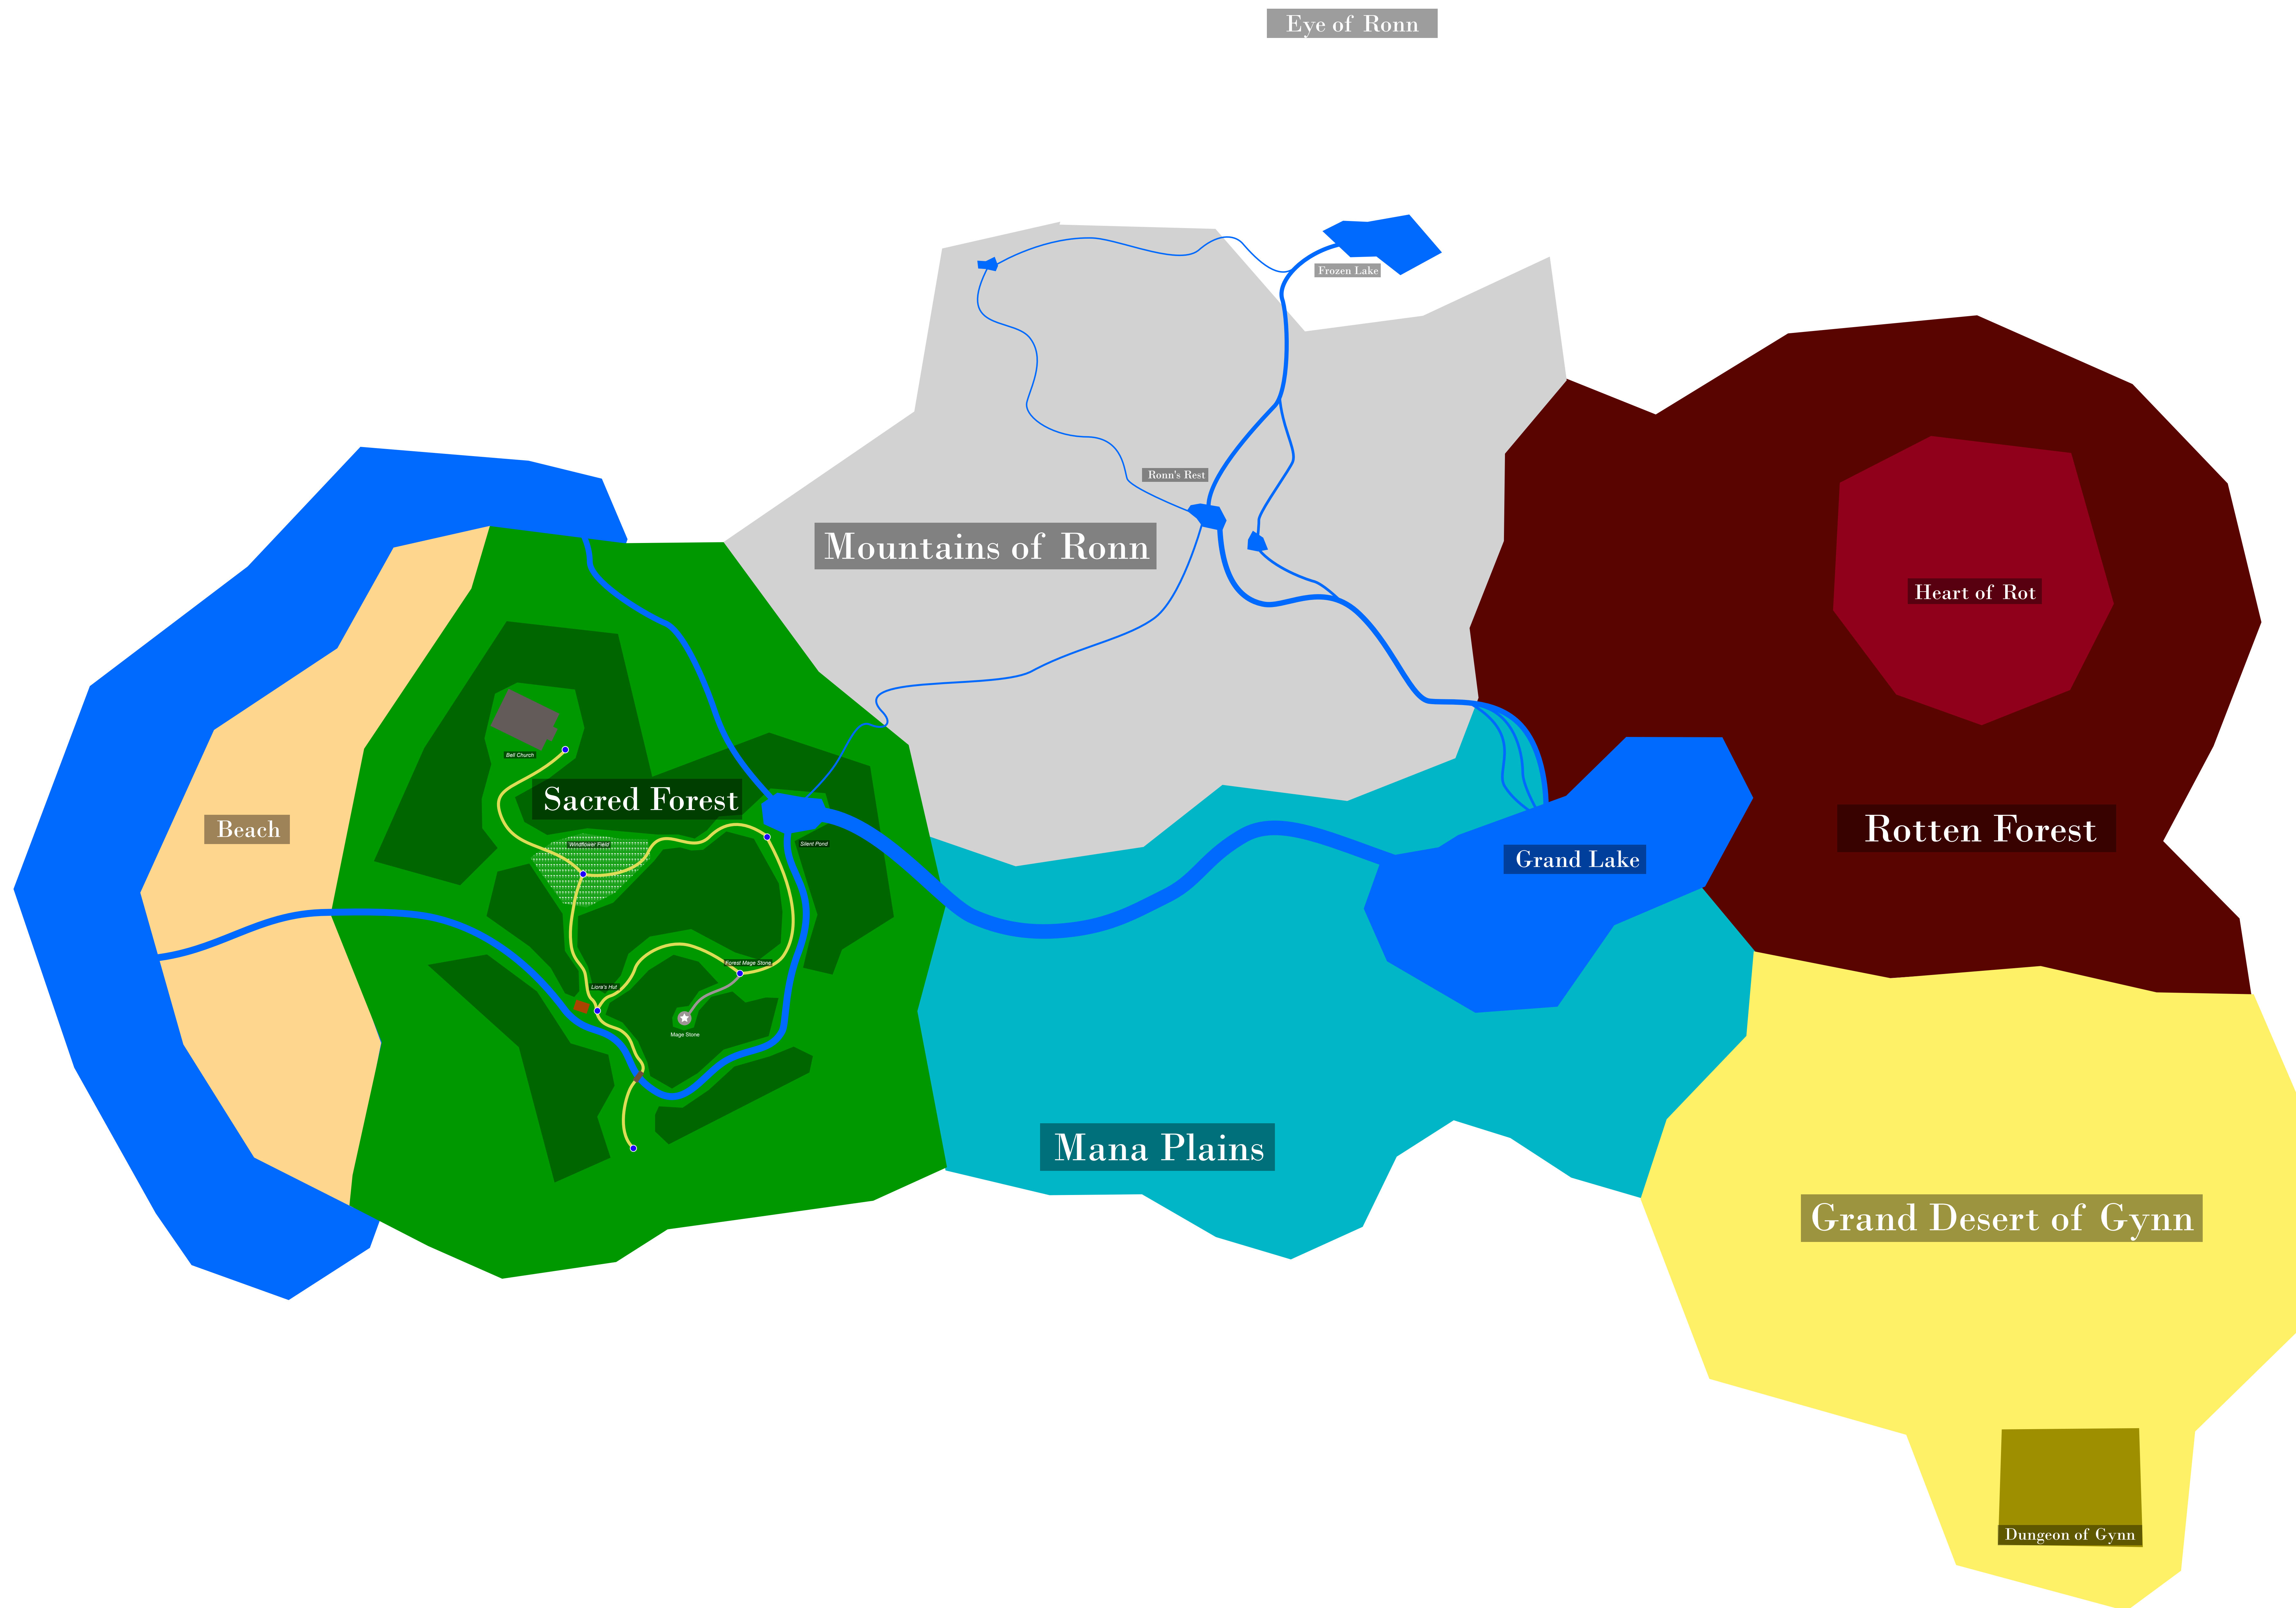 Eye of Ronn
Frozen Lake
Ronn's Rest
Mountains of Ronn
Heart of Rot
Bell Church
Sacred Forest
Beach
Windflower Field
Silent Pond
Rotten Forest
Grand Lake
Forest Mage Stone
Liora's Hut
Mage Stone
Mana Plains
Grand Desert of Gynn
Dungeon of Gynn